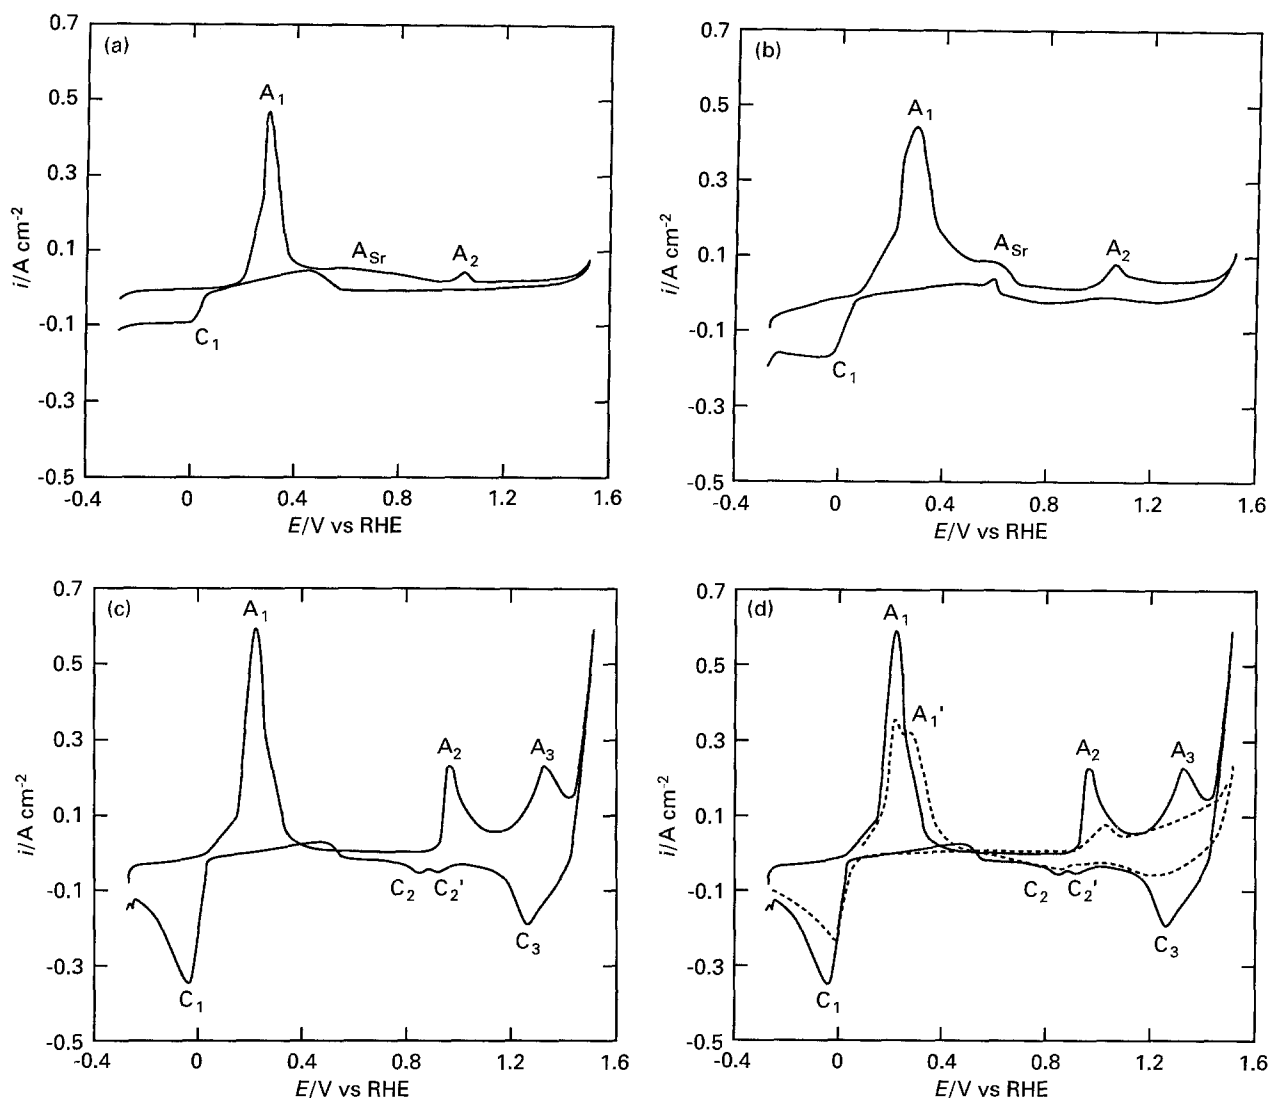 (a)
0.7
0.5
0.3
0.1
-0.1
-0.3
-0.5
i/A cm-2
A1
ASr
A2
C1
-0.4 0 0.4 0.8 1.2 1.6
E/V vs RHE
(b)
0.7
0.5
0.3
0.1
-0.1
-0.3
-0.5
i/A cm-2
A1
ASr
A2
C1
-0.4 0 0.4 0.8 1.2 1.6
E/V vs RHE
(c)
0.7
0.5
0.3
0.1
-0.1
-0.3
-0.5
i/A cm-2
A1
A2 A3
C2 C2'
C3
C1
-0.4 0 0.4 0.8 1.2 1.6
E/V vs RHE
(d)
0.7
0.5
0.3
0.1
-0.1
-0.3
-0.5
i/A cm-2
A1
A1'
A2 A3
C2 C2'
C3
C1
-0.4 0 0.4 0.8 1.2 1.6
E/V vs RHE